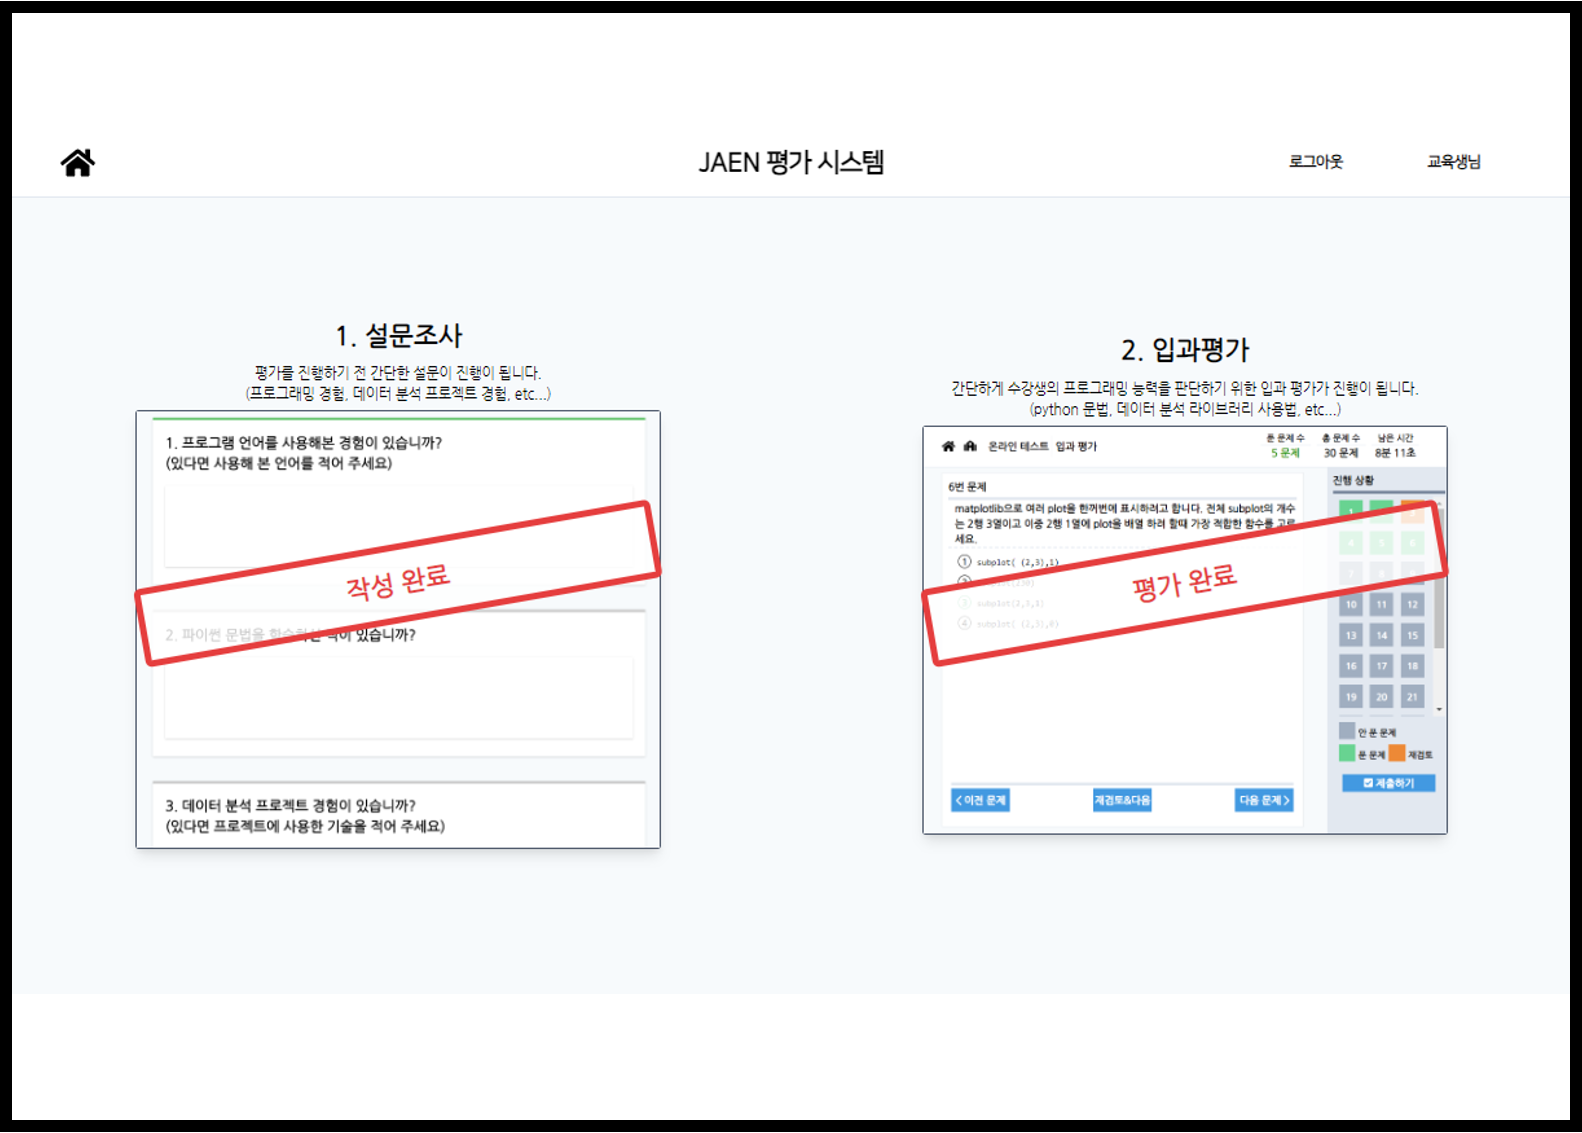 JAEN 평가 시스템
로그아웃
교육생님
1. 설문조사
평가를 진행하기 전 간단한 설문이 진행이 됩니다.
(프로그래밍 경험, 데이터 분석 프로젝트 경험, etc...)
1. 프로그램 언어를 사용해본 경험이 있습니까?
(있다면 사용해 본 언어를 적어 주세요)
작성 완료
2. 파이썬 문법을 학습하신 적이 있습니까?
3. 데이터 분석 프로젝트 경험이 있습니까?
(있다면 프로젝트에 사용한 기술을 적어 주세요)
2. 입과평가
간단하게 수강생의 프로그래밍 능력을 판단하기 위한 입과 평가가 진행이 됩니다.
(python 문법, 데이터 분석 라이브러리 사용법, etc...)
온라인 테스트 입과 평가
푼 문제 수 총 문제 수 남은 시간
5 문제 30 문제 8분 11초
6번 문제
matplotlib으로 여러 plot을 한꺼번에 표시하려고 합니다. 전체 subplot의 개수
는 2행 3열이고 이중 2행 1열에 plot을 배열 하려 할때 가장 적합한 함수를 고르
세요.
① subplot( (2,3),1)
③ subplot(2,3,1)
④ subplot( (2,3),0)
평가 완료
진행 상황
1
4 5 6
7 8
10 11 12
13 14 15
16 17 18
19 20 21
안 푼 문제
푼 문제 재검토
제출하기
< 이전 문제
재검토&다음
다음 문제 >